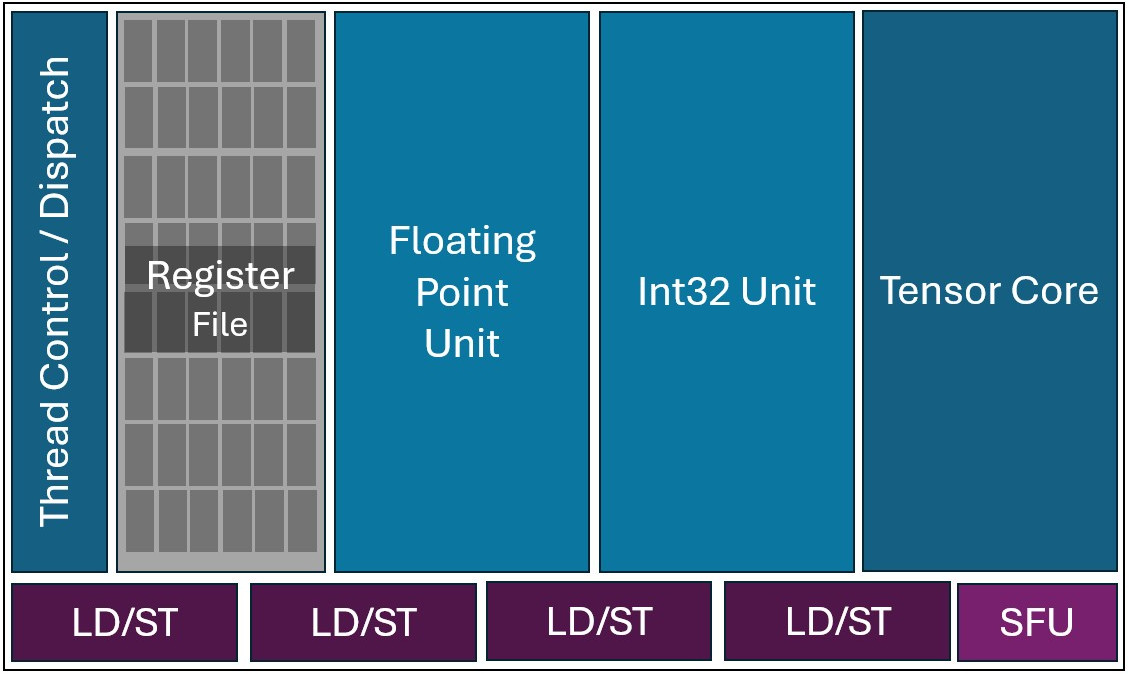 Thread Control / Dispatch
Register
File
Floating
Point
Unit
Int32 Unit
Tensor Core
LD/ST
LD/ST
LD/ST
LD/ST
SFU